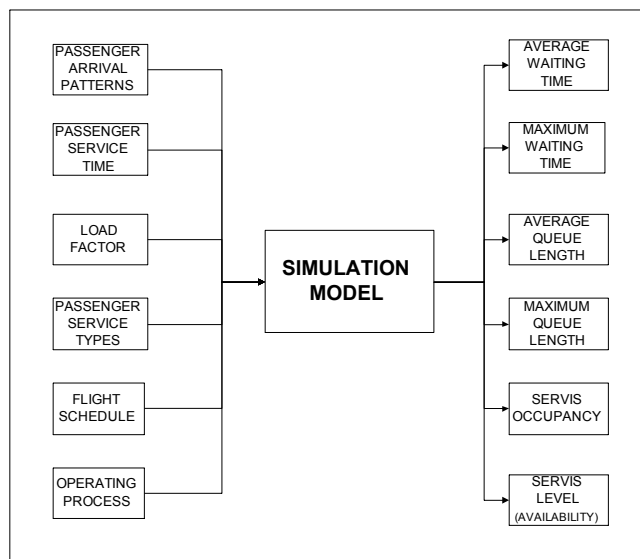 PASSENGER
ARRIVAL
PATTERNS
PASSENGER
SERVICE
TIME
LOAD
FACTOR
PASSENGER
SERVICE
TYPES
FLIGHT
SCHEDULE
OPERATING
PROCESS
SIMULATION
MODEL
AVERAGE
WAITING
TIME
MAXIMUM
WAITING
TIME
AVERAGE
QUEUE
LENGTH
MAXIMUM
QUEUE
LENGTH
SERVIS
OCCUPANCY
SERVIS
LEVEL
(AVAILABILITY)